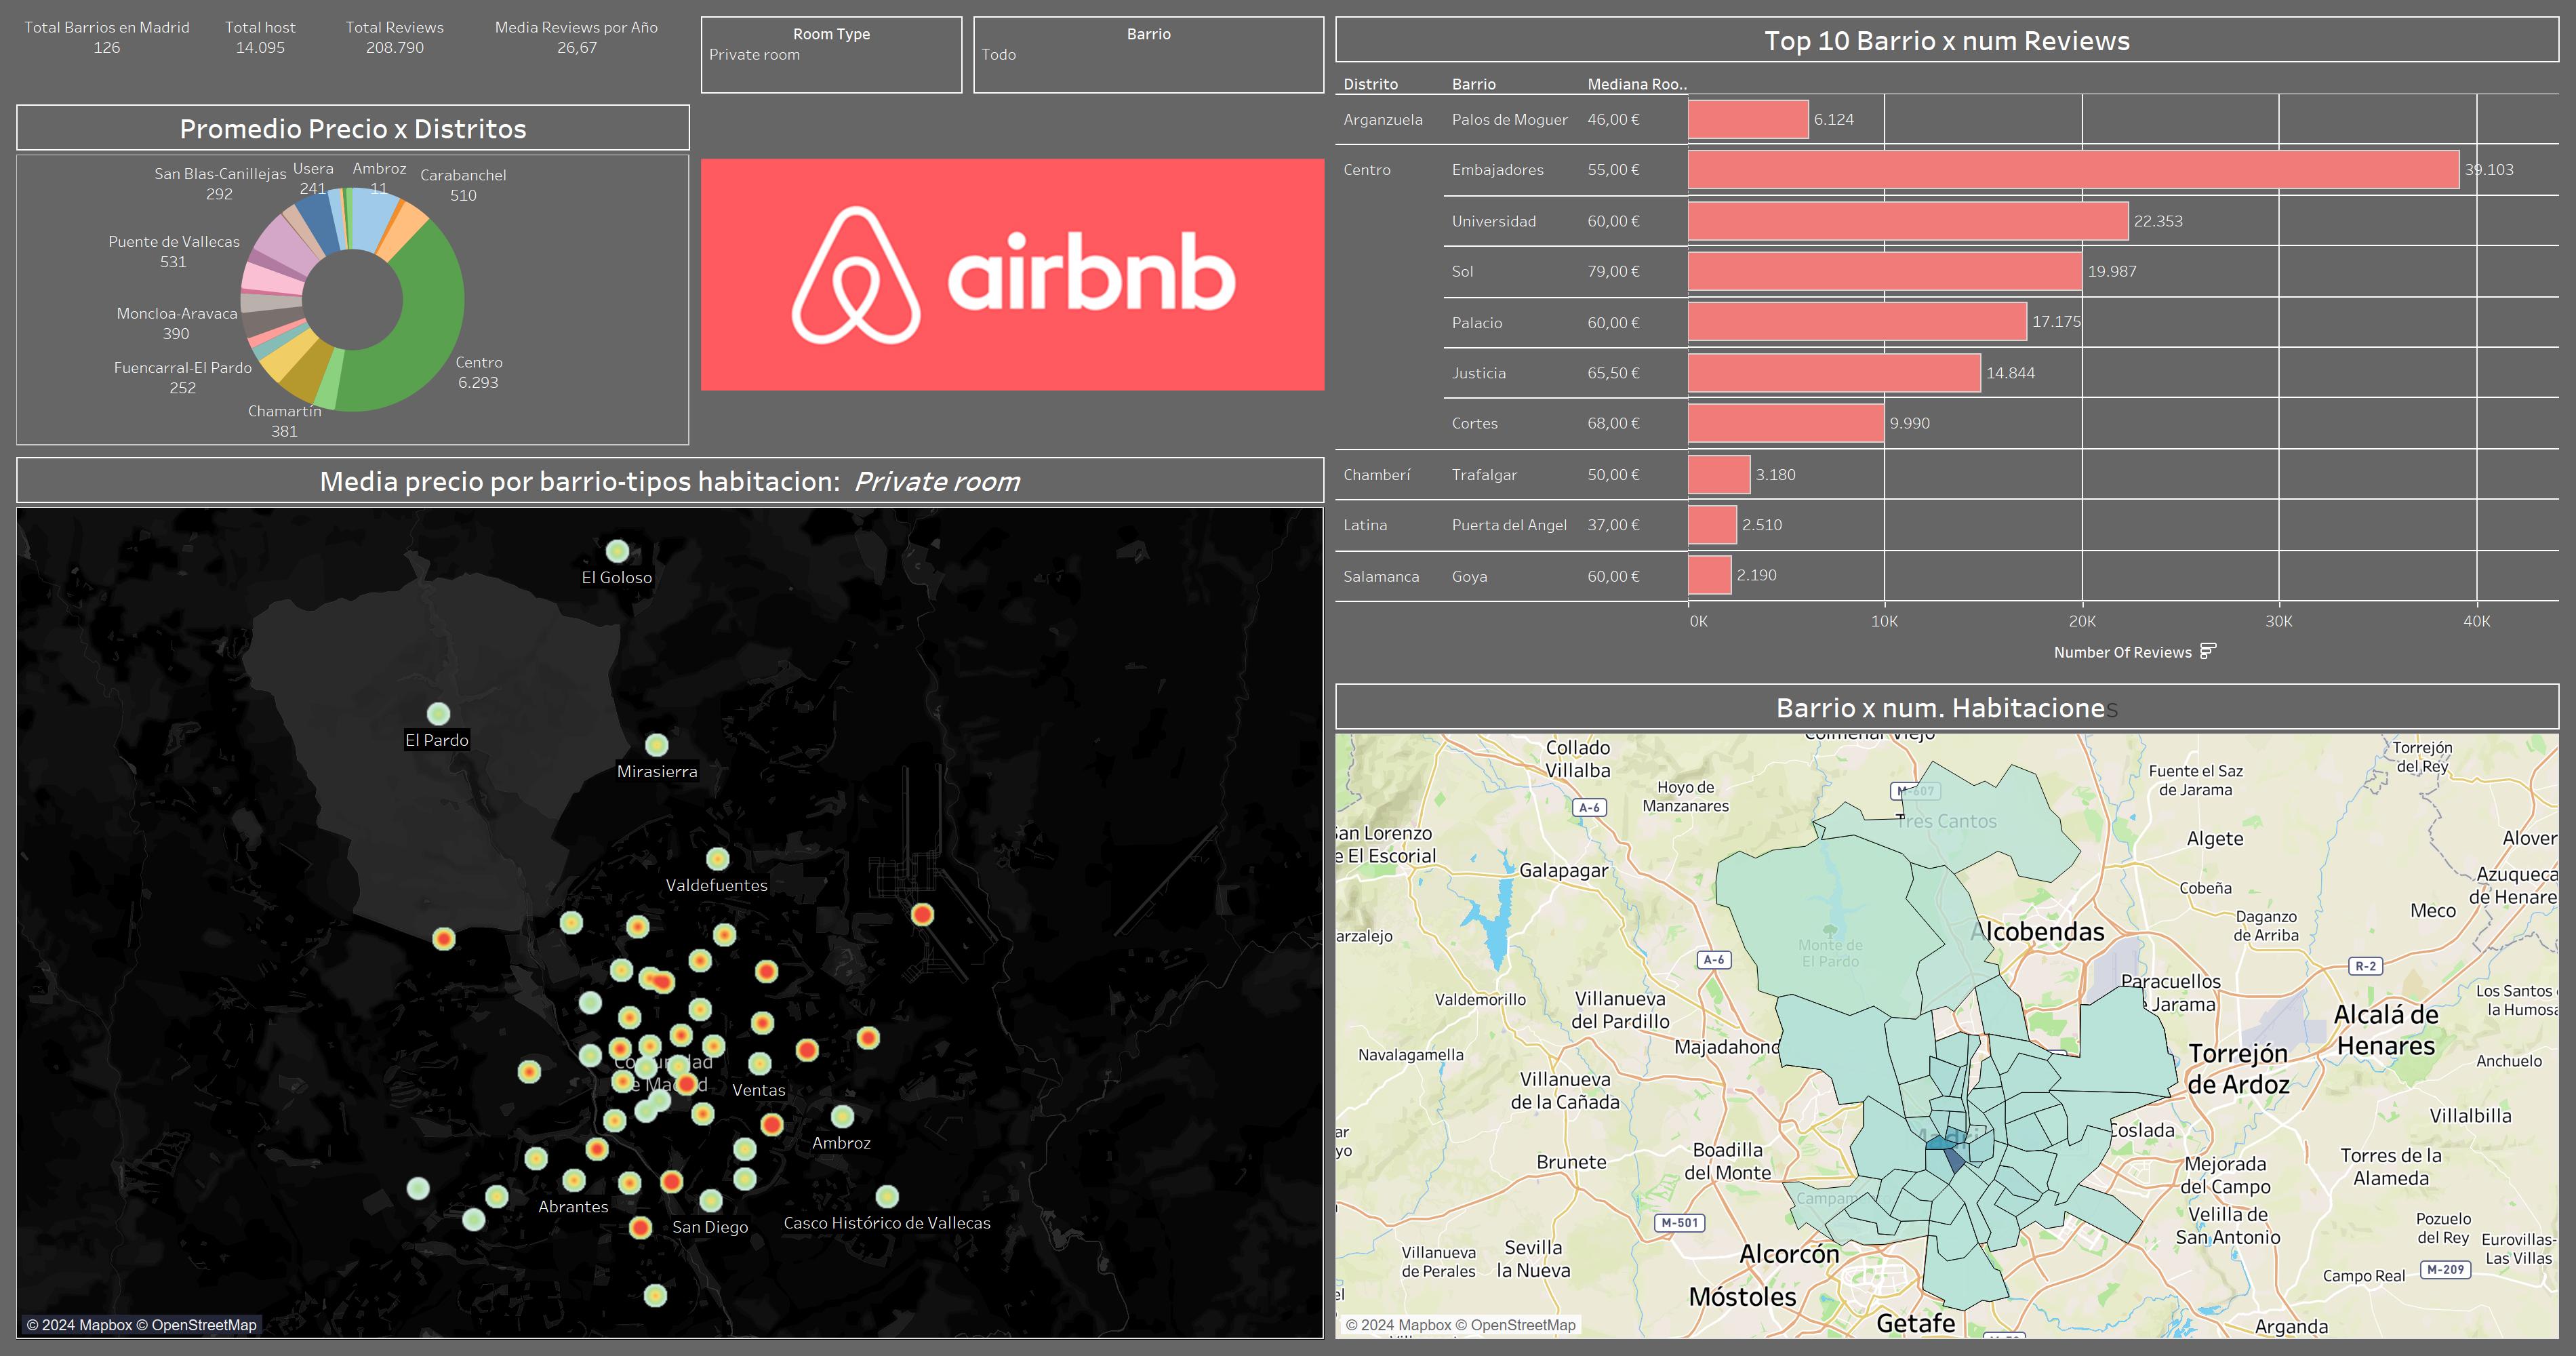 Total Barrios en Madrid
126
Total host
14.095
Total Reviews
208.790
Media Reviews por Año
26,67
Room Type
Private room
Barrio
Todo
Promedio Precio x Distritos
San Blas-Canillejas
292
Usera
241
Ambroz
11
Carabanchel
510
Puente de Vallecas
531
Moncloa-Aravaca
390
Fuencarral-El Pardo
252
Chamartín
381
Centro
6.293
airbnb
Top 10 Barrio x num Reviews
Distrito Barrio Mediana Roo..
Arganzuela Palos de Moguer 46,00 € 6.124
Centro Embajadores 55,00 € 39.103
Universidad 60,00 € 22.353
Sol 79,00 € 19.987
Palacio 60,00 € 17.175
Justicia 65,50 € 14.844
Cortes 68,00 € 9.990
Chamberí Trafalgar 50,00 € 3.180
Latina Puerta del Angel 37,00 € 2.510
Salamanca Goya 60,00 € 2.190
0K 10K 20K 30K 40K
Number Of Reviews
Media precio por barrio-tipos habitacion: Private room
El Goloso
El Pardo
Mirasierra
Valdefuentes
Ventas
Ambroz
Abrantes
San Diego
Casco Histórico de Vallecas
© 2024 Mapbox © OpenStreetMap
Barrio x num. Habitaciones
Colmenar Viejo
Collado
Villalba
Torrejón
del Rey
Fuente el Saz
de Jarama
Hoyo de
Manzanares
A-6
M-607
Tres Cantos
San Lorenzo
e El Escorial
Algete
Alover
Galapagar
Cobeña
Azuqueca
de Henare
Meco
Daganzo
de Arriba
arzalejo
Alcobendas
Monte de
El Pardo
A-6
R-2
Paracuellos
Jarama
Valdemorillo
Villanueva
del Pardillo
Los Santos
la Humosa
Alcalá de
Henares
Majadahond
Navalagamella
Torrejón
de Ardoz
Anchuelo
Villanueva
de la Cañada
Villalbilla
Coslada
Madri
Boadilla
del Monte
Brunete
Mejorada
del Campo
Torres de la
Alameda
Campam
M-501
Velilla de
San Antonio
Pozuelo
del Rey
Eurovillas-
Las Villas
Villanueva
de Perales
Sevilla
la Nueva
Alcorcón
Campo Real
M-209
Móstoles
Getafe
Arganda
© 2024 Mapbox © OpenStreetMap